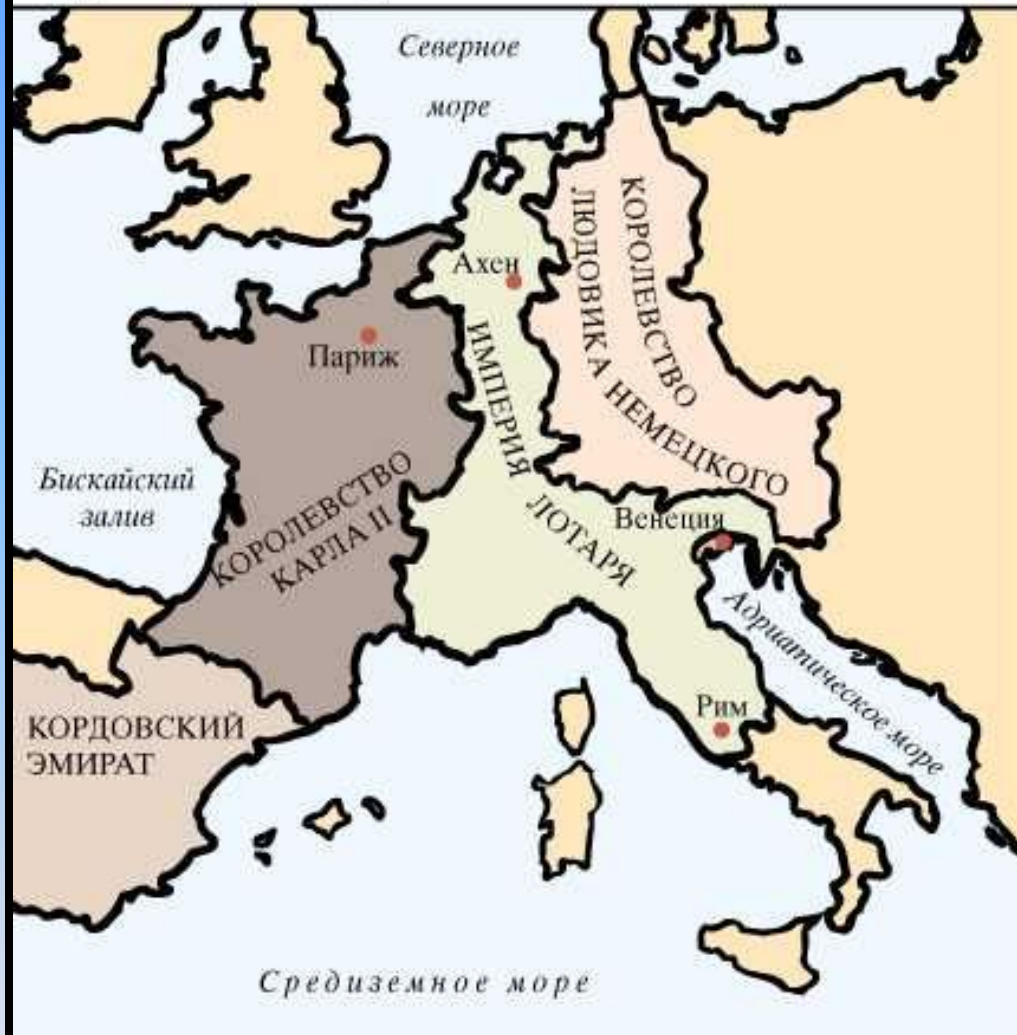 Северное
море
Ахен
КОРОЛЕВСТВО
ЛЮДОВИКА НЕМЕЦКОГО
Париж
ИМПЕРИЯ
ЛОТАРЯ
Бискайский
залив
КОРОЛЕВСТВО
КАРЛА II
Венеция
Адриатическое море
Рим
КОРДОВСКИЙ
ЭМИРАТ
Средиземное море